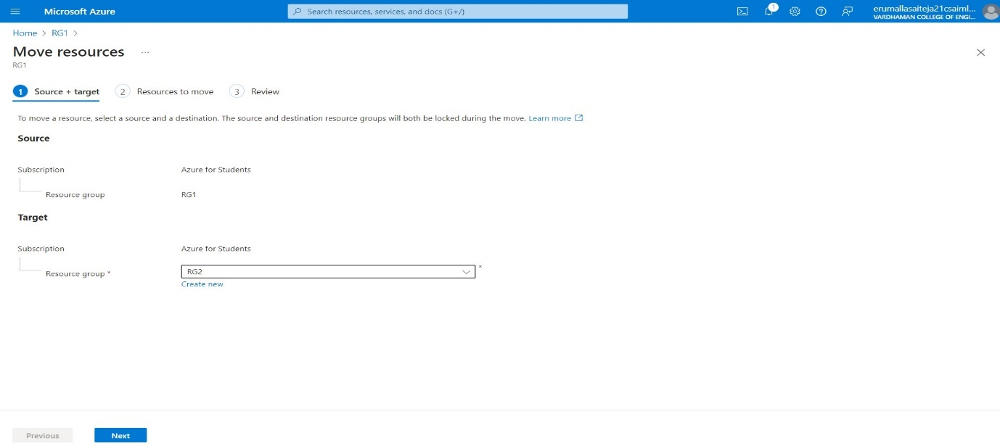 Microsoft Azure
Search resources, services, and docs (G+/)
1
erumallasaiteja21csaiml...
VARDHAMAN COLLEGE OF ENGI...
Home > RG1 >
Move resources ...
RG1
1 Source + target 2 Resources to move 3 Review
To move a resource, select a source and a destination. The source and destination resource groups will both be locked during the move. Learn more
Source
Subscription Azure for Students
Resource group RG1
Target
Subscription Azure for Students
Resource group * RG2 *
Create new
Previous Next